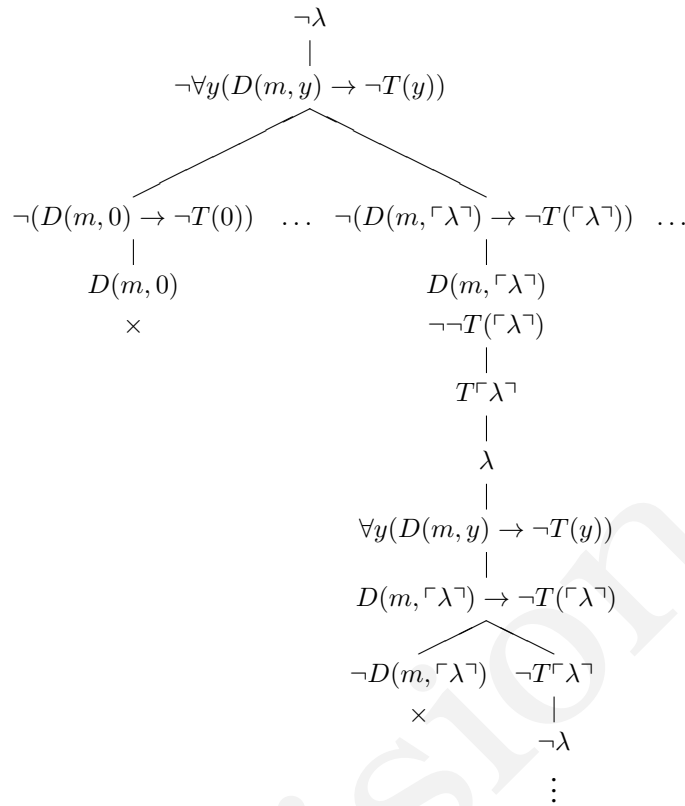 ¬λ
¬∀y(D(m, y) → ¬T(y))
¬(D(m, 0) → ¬T(0)) … ¬(D(m, ⌜λ⌝) → ¬T(⌜λ⌝)) …
D(m, 0) D(m, ⌜λ⌝)
× ¬¬T(⌜λ⌝)
T⌜λ⌝
λ
∀y(D(m, y) → ¬T(y))
D(m, ⌜λ⌝) → ¬T(⌜λ⌝)
¬D(m, ⌜λ⌝) ¬T⌜λ⌝
×
¬λ
⋮